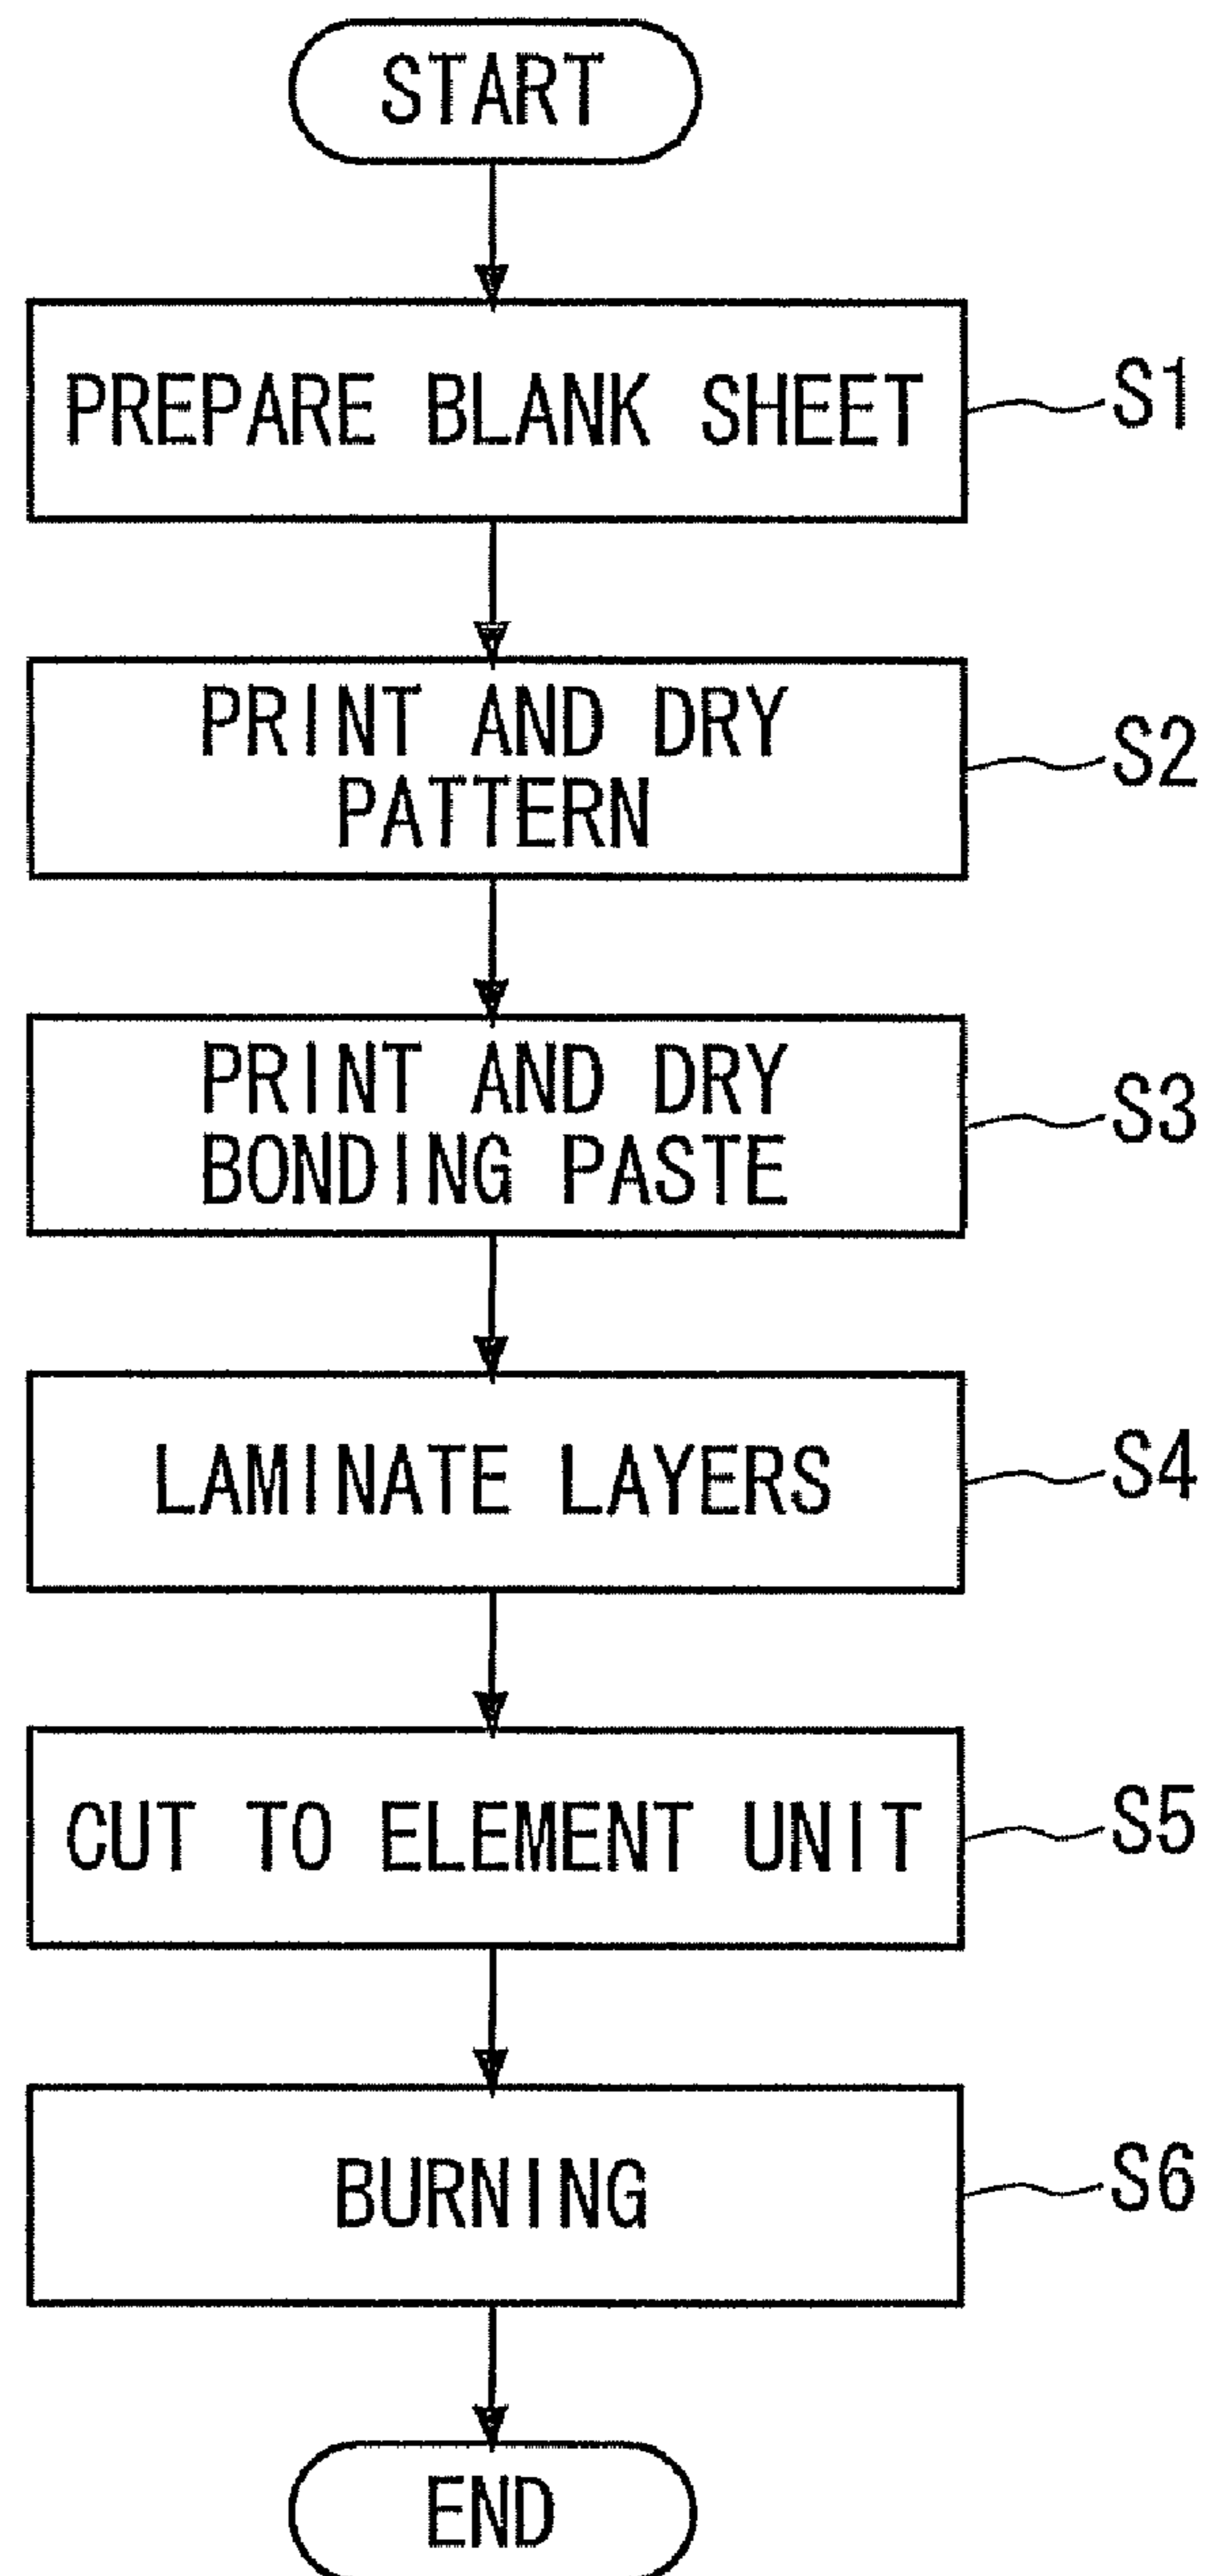 START
PREPARE BLANK SHEET
S1
PRINT AND DRY
PATTERN
S2
PRINT AND DRY
BONDING PASTE
S3
LAMINATE LAYERS
S4
CUT TO ELEMENT UNIT
S5
BURNING
S6
END